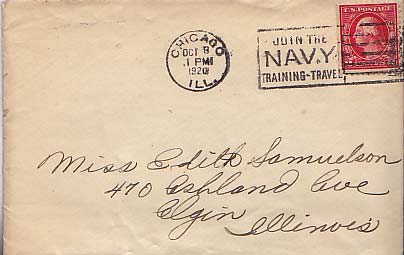 CHICAGO
OCT 9
1 PM
1920
ILL.
JOIN THE
NAVY
TRAINING-TRAVEL
U.S. POSTAGE
Miss Edith Samuelson
470 Ashland Ave
Elgin
Illinois